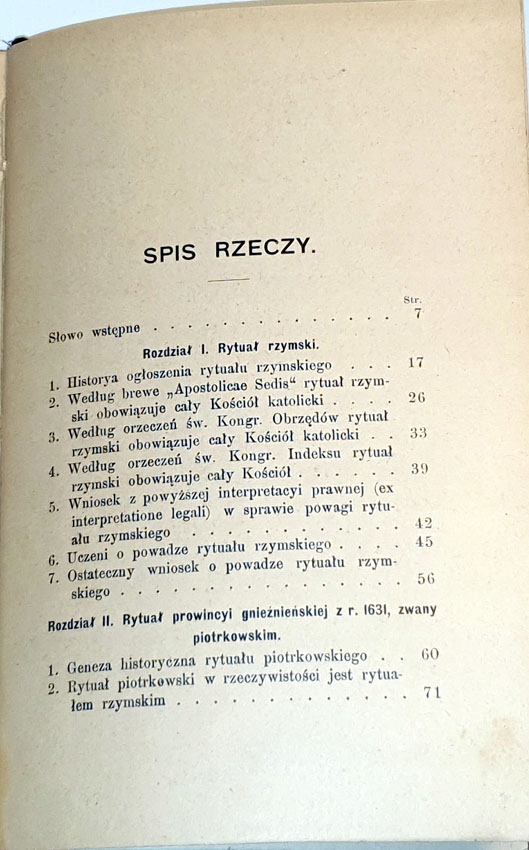 SPIS RZECZY.
Str.
Słowo wstępne . . . . . . . . . . . . . . 7
Rozdział I. Rytuał rzymski.
1. Historya ogłoszenia rytuału rzymskiego . . . 17
2. Według brewe „Apostolicae Sedis" rytuał rzym-
ski obowiązuje cały Kościół katolicki . . . . 26
3. Według orzeczeń św. Kongr. Obrzędów rytuał
rzymski obowiązuje cały Kościół katolicki . . 33
4. Według orzeczeń św. Kongr. Indeksu rytuał
rzymski obowiązuje cały Kościół . . . . . . 39
5. Wniosek z powyższej interpretacyi prawnej (ex
interpretatione legali) w sprawie powagi rytu-
ału rzymskiego . . . . . . . . . . . . 42
6. Uczeni o powadze rytuału rzymskiego . . . . 45
7. Ostateczny wniosek o powadze rytuału rzym-
skiego . . . . . . . . . . . . . . . 56
Rozdział II. Rytuał prowincyi gnieźnieńskiej z r. 1631, zwany
piotrkowskim.
1. Geneza historyczna rytuału piotrkowskiego . . 60
2. Rytuał piotrkowski w rzeczywistości jest rytua-
łem rzymskim . . . . . . . . . . . . 71